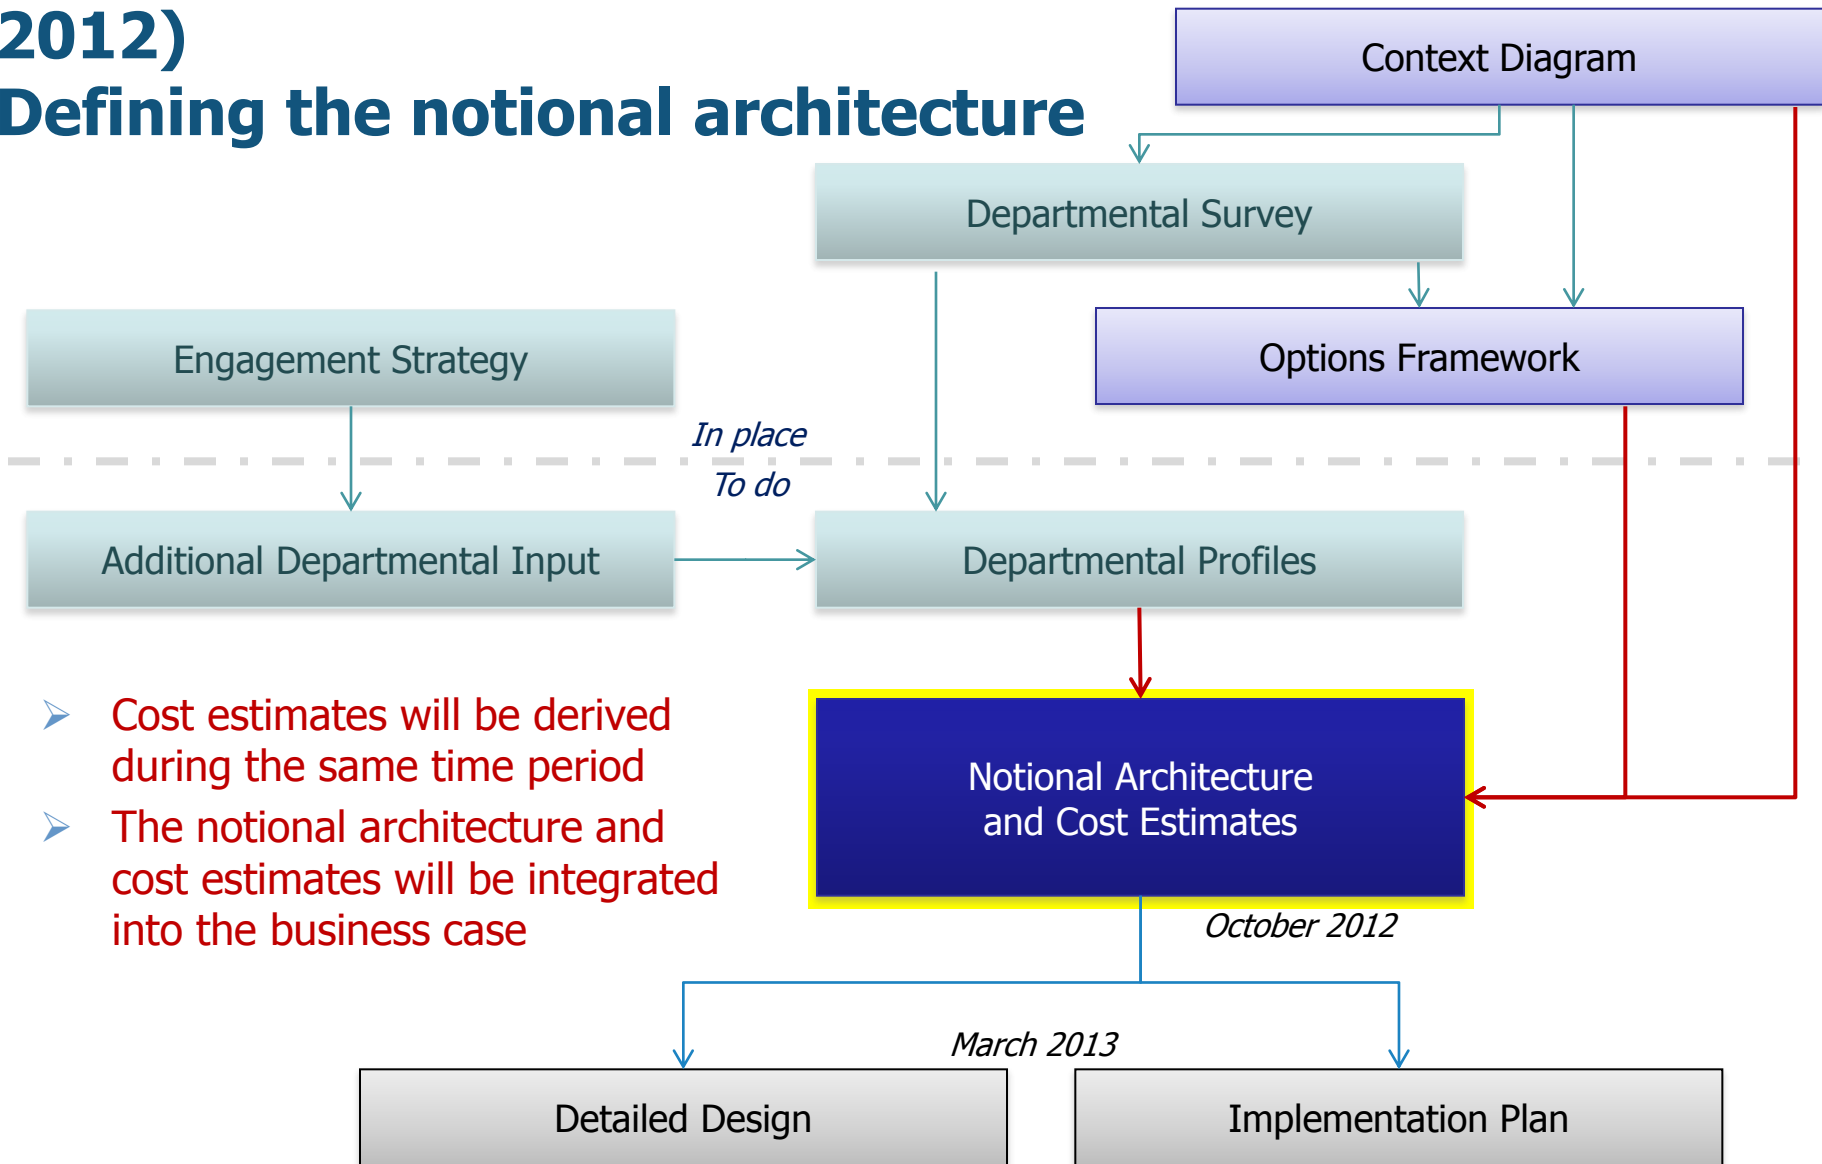 2012)
Defining the notional architecture
Context Diagram
Departmental Survey
Engagement Strategy
Options Framework
In place
To do
Additional Departmental Input
Departmental Profiles
Cost estimates will be derived
during the same time period
The notional architecture and
cost estimates will be integrated
into the business case
Notional Architecture
and Cost Estimates
October 2012
March 2013
Detailed Design
Implementation Plan